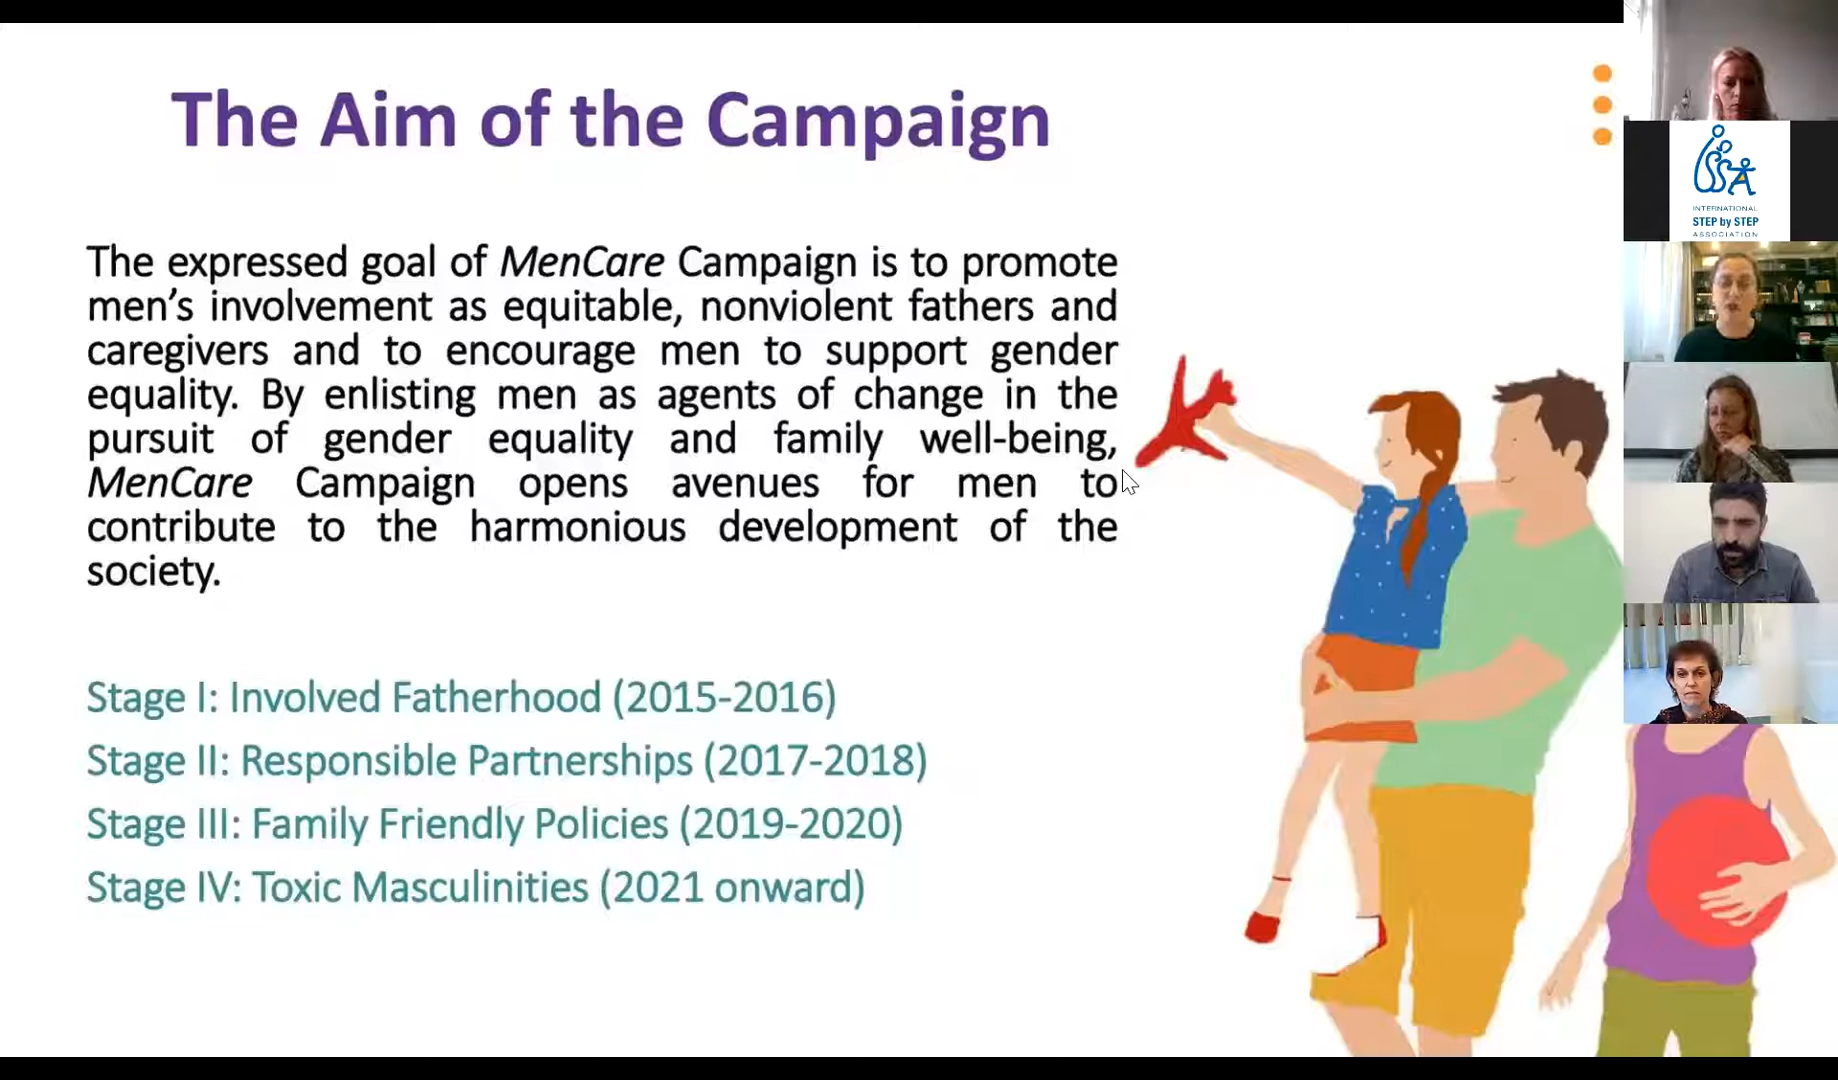 The Aim of the Campaign
The expressed goal of MenCare Campaign is to promote
men’s involvement as equitable, nonviolent fathers and
caregivers and to encourage men to support gender
equality. By enlisting men as agents of change in the
pursuit of gender equality and family well-being,
MenCare Campaign opens avenues for men to
contribute to the harmonious development of the
society.
Stage I: Involved Fatherhood (2015-2016)
Stage II: Responsible Partnerships (2017-2018)
Stage III: Family Friendly Policies (2019-2020)
Stage IV: Toxic Masculinities (2021 onward)
ISSA
INTERNATIONAL
STEP by STEP
ASSOCIATION